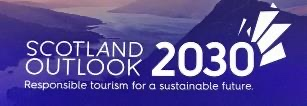 SCOTLAND
OUTLOOK 2030
Responsible tourism for a sustainable future.